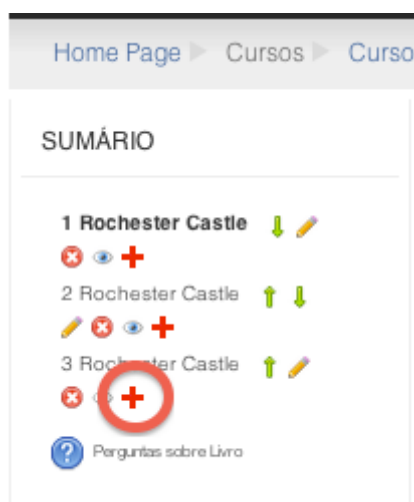 Home Page Cursos Curso
SUMÁRIO
1 Rochester Castle
2 Rochester Castle
3 Rochester Castle
Perguntas sobre Livro